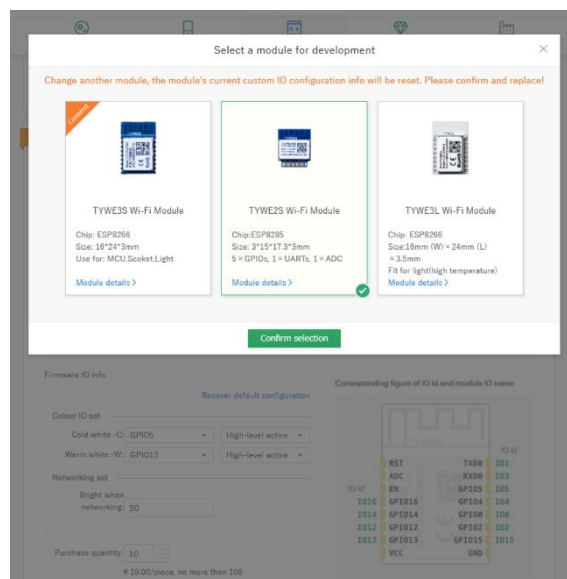 Select a module for development
Change another module, the module's current custom IO configuration info will be reset. Please confirm and replace!
TYWE3S Wi-Fi Module
Chip: ESP8266
Size: 16*24*3mm
Use for: MCU,Scoket,Light
Module details >
TYWE2S Wi-Fi Module
Chip:ESP8285
Size: 3*15*17.3*3mm
5 × GPIOs, 1 × UARTs, 1 × ADC
Module details >
TYWE3L Wi-Fi Module
Chip: ESP8266
Size:16mm (W) × 24mm (L)
× 3.5mm
Fit for light(high temperature)
Module details >
Confirm selection
Firmware IO info
Recover default configuration
Colour IO set
Cold white -C: GPIO5 High-level active
Warm white -W: GPIO13 High-level active
Networking set
Bright when
networking: 50
Purchase quantity: 10
¥ 19.00/piece, no more than 100
Corresponding figure of IO id and module IO name
IO id
RST TXD0 IO1
ADC RXD0 IO3
IO id EN GPIO5 IO5
IO16 GPIO16 GPIO4 IO4
IO14 GPIO14 GPIO0 IO0
IO12 GPIO12 GPIO2 IO2
IO13 GPIO13 GPIO15 IO15
VCC GND